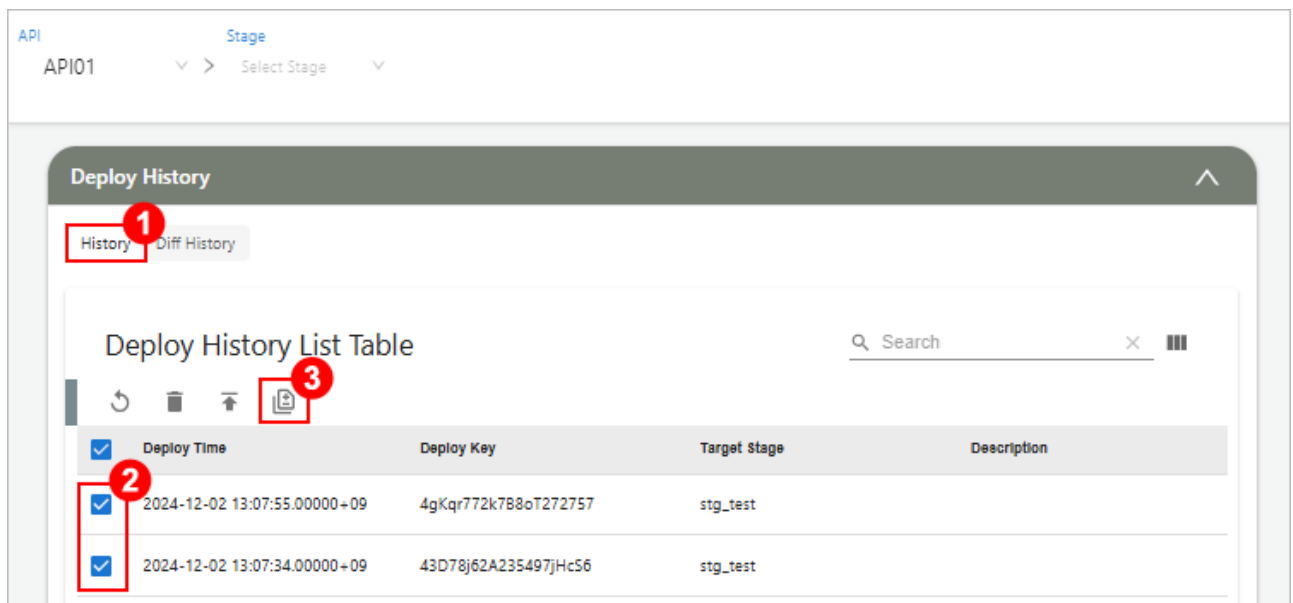 API Stage
API01 > Select Stage
Deploy History
1
History Diff History
Deploy History List Table Search
3
Deploy Time Deploy Key Target Stage Description
2
2024-12-02 13:07:55.00000+09 4gKqr772k7B8oT272757 stg_test
2024-12-02 13:07:34.00000+09 43D78j62A235497jHcS6 stg_test